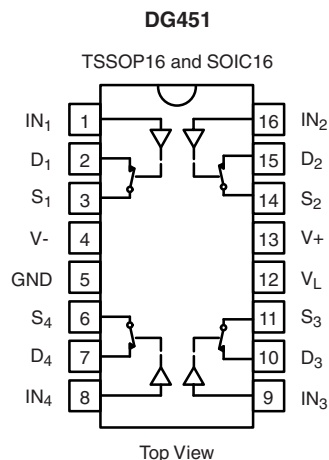 DG451
TSSOP16 and SOIC16
IN1 1 16 IN2
D1 2 15 D2
S1 3 14 S2
V- 4 13 V+
GND 5 12 VL
S4 6 11 S3
D4 7 10 D3
IN4 8 9 IN3
Top View